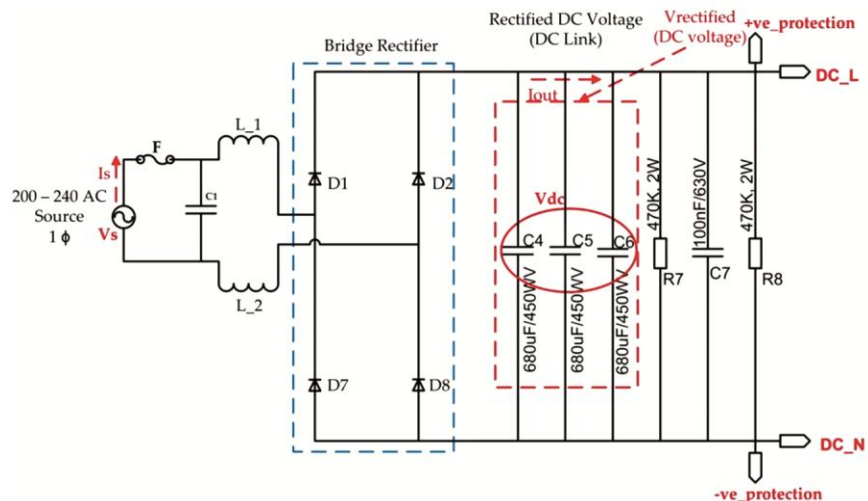 Rectified DC Voltage
(DC Link)
Vrectified
(DC voltage)
+ve_protection
Bridge Rectifier
DC_L
Iout
L_1
F
Is
200 – 240 AC
Source
1 ϕ
Vs
C1
D1
D2
Vdc
C4
C5
C6
680uF/450WV
680uF/450WV
680uF/450WV
470K, 2W
R7
100nF/630V
C7
470K, 2W
R8
L_2
D7
D8
DC_N
-ve_protection